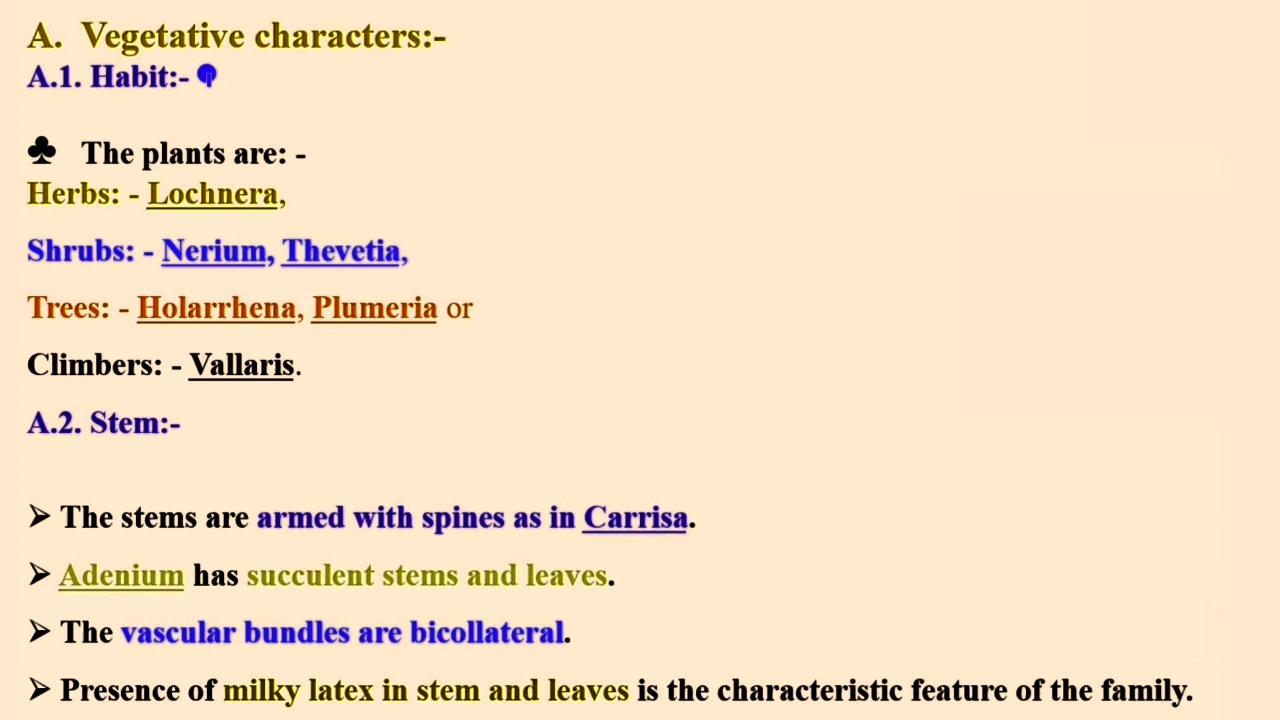 A. Vegetative characters:-
A.1. Habit:-
♣ The plants are: -
Herbs: - Lochnera,
Shrubs: - Nerium, Thevetia,
Trees: - Holarrhena, Plumeria or
Climbers: - Vallaris.
A.2. Stem:-
➢ The stems are armed with spines as in Carrisa.
➢ Adenium has succulent stems and leaves.
➢ The vascular bundles are bicollateral.
➢ Presence of milky latex in stem and leaves is the characteristic feature of the family.